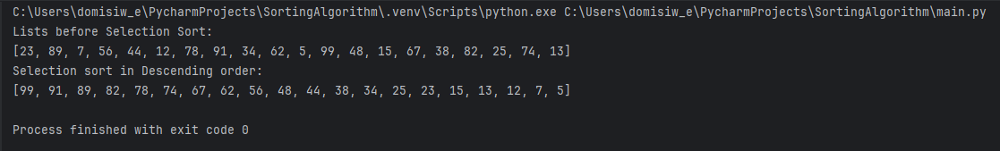 C:\Users\domisiw_e\PycharmProjects\SortingAlgorithm\.venv\Scripts\python.exe C:\Users\domisiw_e\PycharmProjects\SortingAlgorithm\main.py
Lists before Selection Sort:
[23, 89, 7, 56, 44, 12, 78, 91, 34, 62, 5, 99, 48, 15, 67, 38, 82, 25, 74, 13]
Selection sort in Descending order:
[99, 91, 89, 82, 78, 74, 67, 62, 56, 48, 44, 38, 34, 25, 23, 15, 13, 12, 7, 5]
Process finished with exit code 0